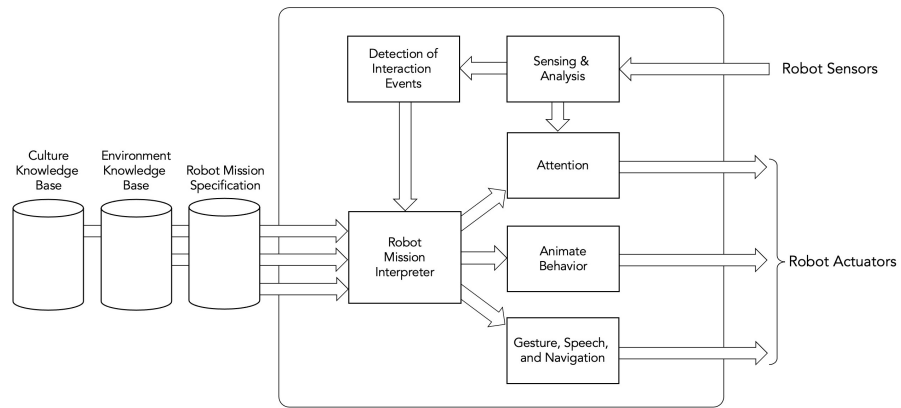 Detection of
Interaction
Events
Sensing &
Analysis
Robot Sensors
Culture
Knowledge
Base
Environment
Knowledge
Base
Robot Mission
Specification
Attention
Robot
Mission
Interpreter
Animate
Behavior
Robot Actuators
Gesture, Speech,
and Navigation